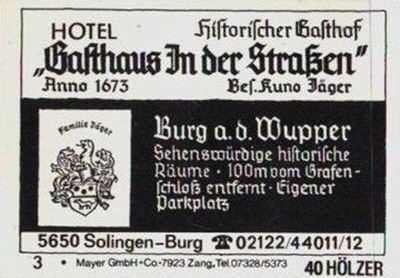 HOTEL Historischer Gasthof
„Gasthaus In der Straßen"
Anno 1673 Bes. Kuno Jäger
Familie Jäger
Burg a.d. Wupper
Sehenswürdige historische
Räume · 100m vom Grafen-
schloß entfernt · Eigener
Parkplatz
5650 Solingen-Burg ☎ 02122/44011/12
3 • Mayer GmbH+Co•7923 Zang, Tel.07328/5373 40 HÖLZER